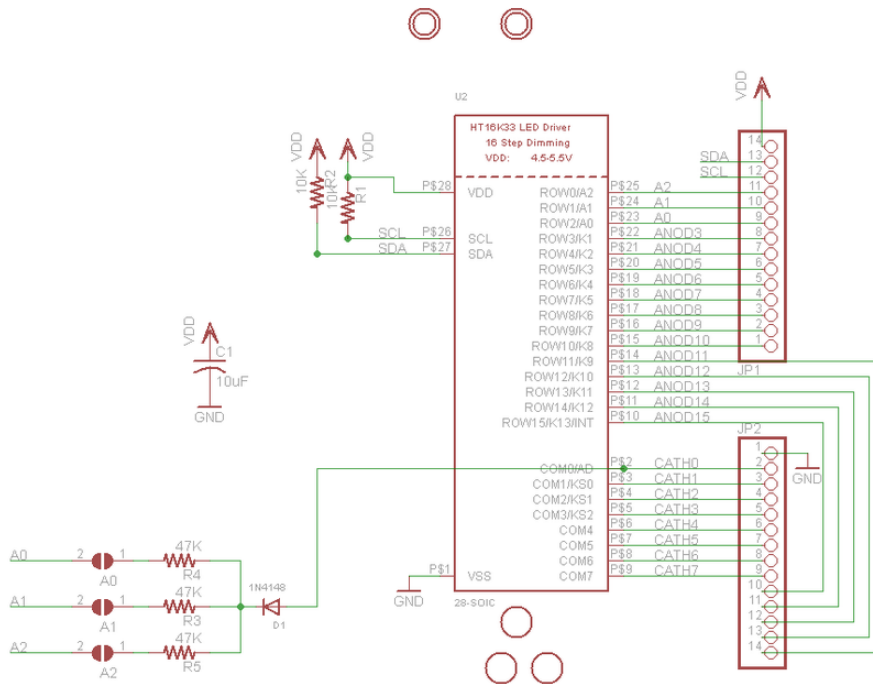 U2
HT16K33 LED Driver
16 Step Dimming
VDD: 4.5-5.5V
VDD
VDD
10K
R2
10K
R1
SCL
SDA
P$28
P$26
P$27
VDD
SCL
SDA
ROW0/A2
ROW1/A1
ROW2/A0
ROW3/K1
ROW4/K2
ROW5/K3
ROW6/K4
ROW7/K5
ROW8/K6
ROW9/K7
ROW10/K8
ROW11/K9
ROW12/K10
ROW13/K11
ROW14/K12
ROW15/K13/INT
COM0/AD
COM1/KS0
COM2/KS1
COM3/KS2
COM4
COM5
COM6
COM7
P$25 A2
P$24 A1
P$23 A0
P$22 ANOD3
P$21 ANOD4
P$20 ANOD5
P$19 ANOD6
P$18 ANOD7
P$17 ANOD8
P$16 ANOD9
P$15 ANOD10
P$14 ANOD11
P$13 ANOD12
P$12 ANOD13
P$11 ANOD14
P$10 ANOD15
P$2 CATH0
P$3 CATH1
P$4 CATH2
P$5 CATH3
P$6 CATH4
P$7 CATH5
P$8 CATH6
P$9 CATH7
VDD
SDA
SCL
14
13
12
11
10
9
8
7
6
5
4
3
2
1
JP1
JP2
1
2
3
4
5
6
7
8
9
10
11
12
13
14
GND
VDD
C1
10uF
GND
A0 2 1 47K
A0 R4
A1 2 1 47K
A1 R3
A2 2 1 47K
A2 R5
1N4148
D1
P$1 VSS
GND
28-SOIC